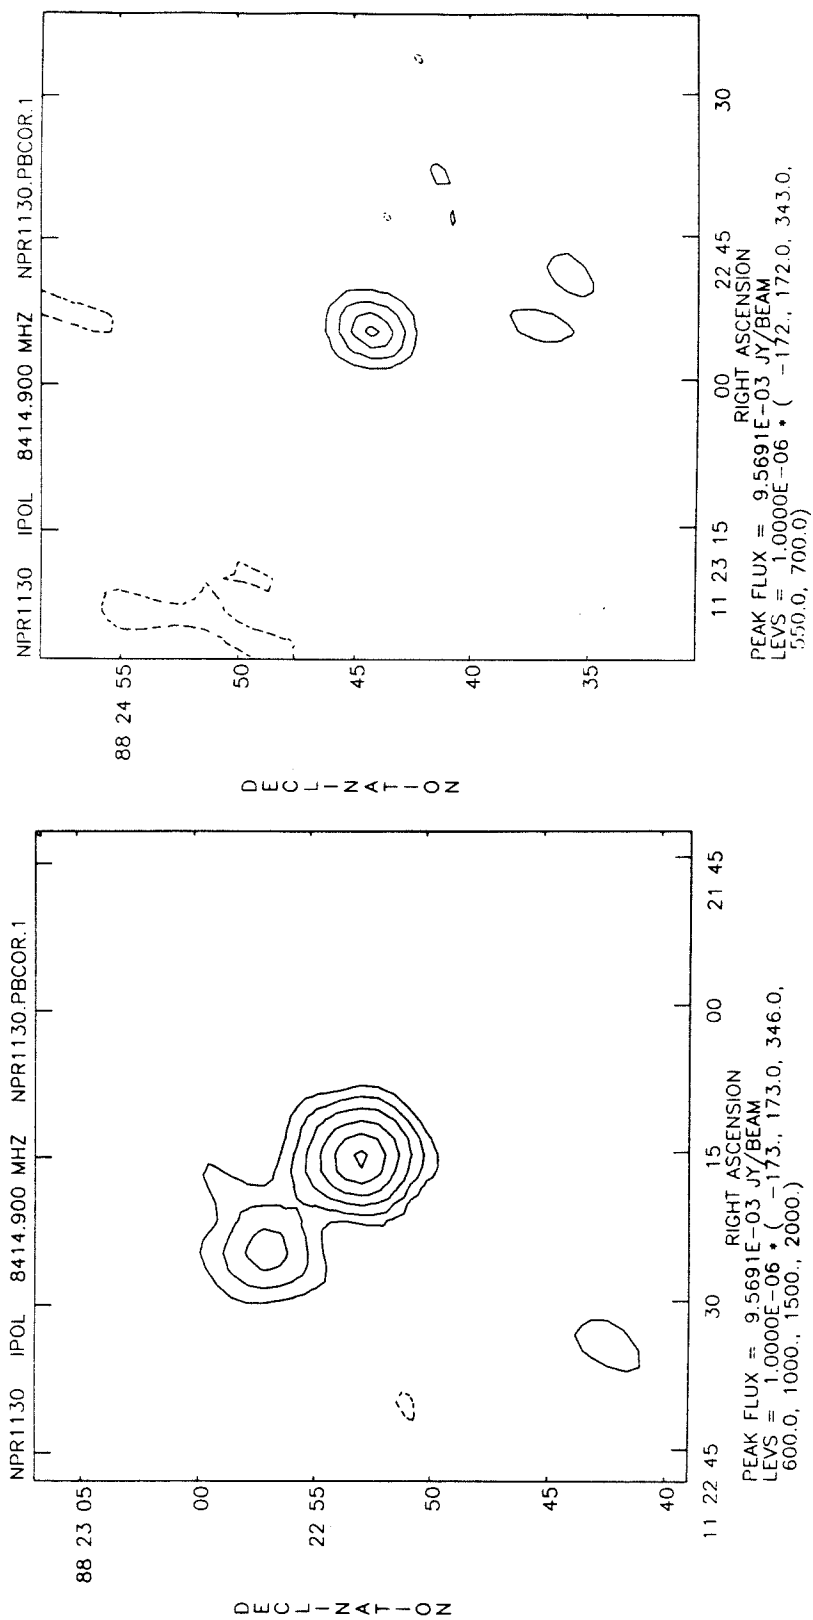 NPR1130 IPOL 8414.900 MHZ NPR1130.PBCOR.1
DECLINATION
88 23 05
00
22 55
50
45
40
11 22 45
30
15
00
21 45
RIGHT ASCENSION
PEAK FLUX = 9.5691E-03 JY/BEAM
LEVS = 1.0000E-06 * ( -173., 173.0, 346.0,
600.0, 1000., 1500., 2000.)
NPR1130 IPOL 8414.900 MHZ NPR1130.PBCOR.1
DECLINATION
88 24 55
50
45
40
35
11 23 15
00
22 45
30
RIGHT ASCENSION
PEAK FLUX = 9.5691E-03 JY/BEAM
LEVS = 1.0000E-06 * ( -172., 172.0, 343.0,
550.0, 700.0)